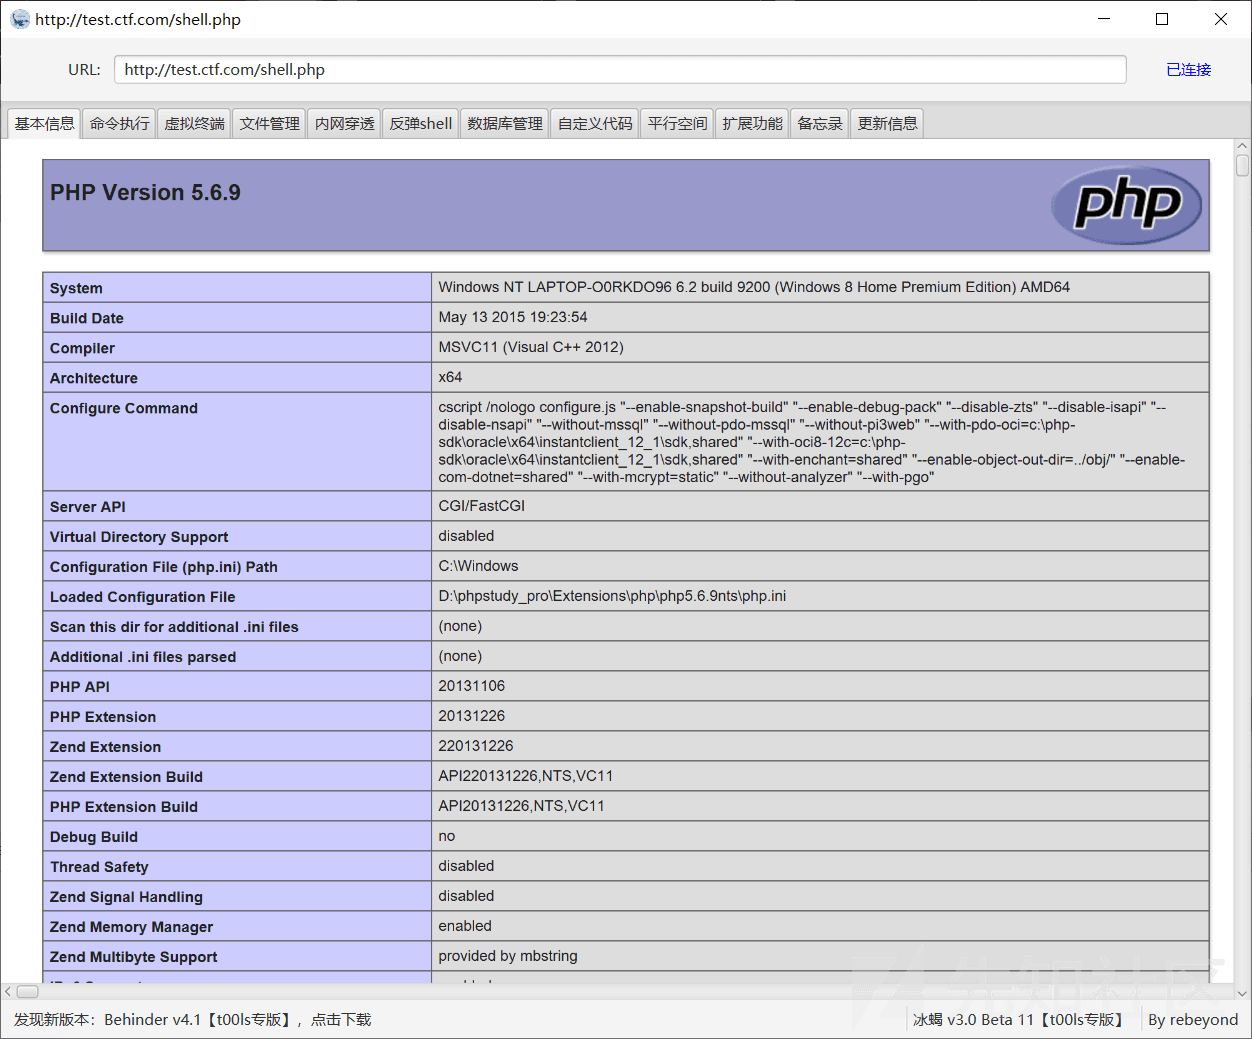 http://test.ctf.com/shell.php
URL: http://test.ctf.com/shell.php 已连接
基本信息 命令执行 虚拟终端 文件管理 内网穿透 反弹shell 数据库管理 自定义代码 平行空间 扩展功能 备忘录 更新信息
PHP Version 5.6.9
php
System Windows NT LAPTOP-O0RKDO96 6.2 build 9200 (Windows 8 Home Premium Edition) AMD64
Build Date May 13 2015 19:23:54
Compiler MSVC11 (Visual C++ 2012)
Architecture x64
Configure Command cscript /nologo configure.js "--enable-snapshot-build" "--enable-debug-pack" "--disable-zts" "--disable-isapi" "--
disable-nsapi" "--without-mssql" "--without-pdo-mssql" "--without-pi3web" "--with-pdo-oci=c:\php-
sdk\oracle\x64\instantclient_12_1\sdk,shared" "--with-oci8-12c=c:\php-
sdk\oracle\x64\instantclient_12_1\sdk,shared" "--with-enchant=shared" "--enable-object-out-dir=../obj/" "--enable-
com-dotnet=shared" "--with-mcrypt=static" "--without-analyzer" "--with-pgo"
Server API CGI/FastCGI
Virtual Directory Support disabled
Configuration File (php.ini) Path C:\Windows
Loaded Configuration File D:\phpstudy_pro\Extensions\php\php5.6.9nts\php.ini
Scan this dir for additional .ini files (none)
Additional .ini files parsed (none)
PHP API 20131106
PHP Extension 20131226
Zend Extension 220131226
Zend Extension Build API220131226,NTS,VC11
PHP Extension Build API20131226,NTS,VC11
Debug Build no
Thread Safety disabled
Zend Signal Handling disabled
Zend Memory Manager enabled
Zend Multibyte Support provided by mbstring
先知社区
发现新版本：Behinder v4.1【t00ls专版】，点击下载 冰蝎 v3.0 Beta 11【t00ls专版】 By rebeyond